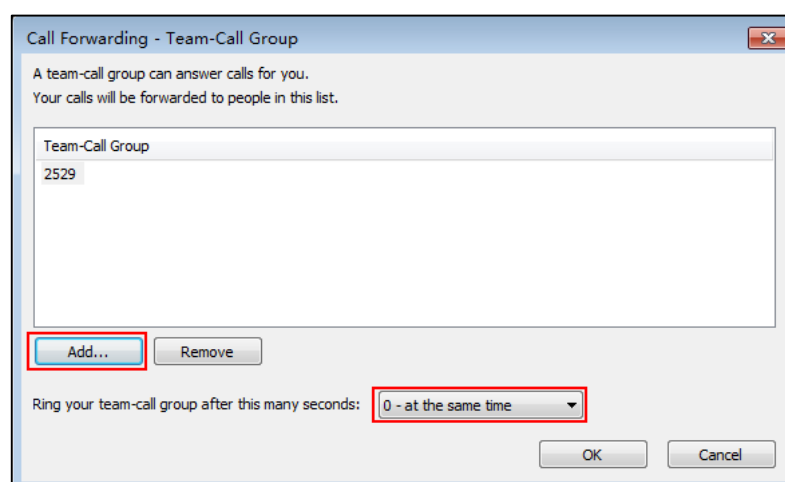 Call Forwarding - Team-Call Group
A team-call group can answer calls for you.
Your calls will be forwarded to people in this list.
Team-Call Group
2529
Add...
Remove
Ring your team-call group after this many seconds:
0 - at the same time
OK
Cancel